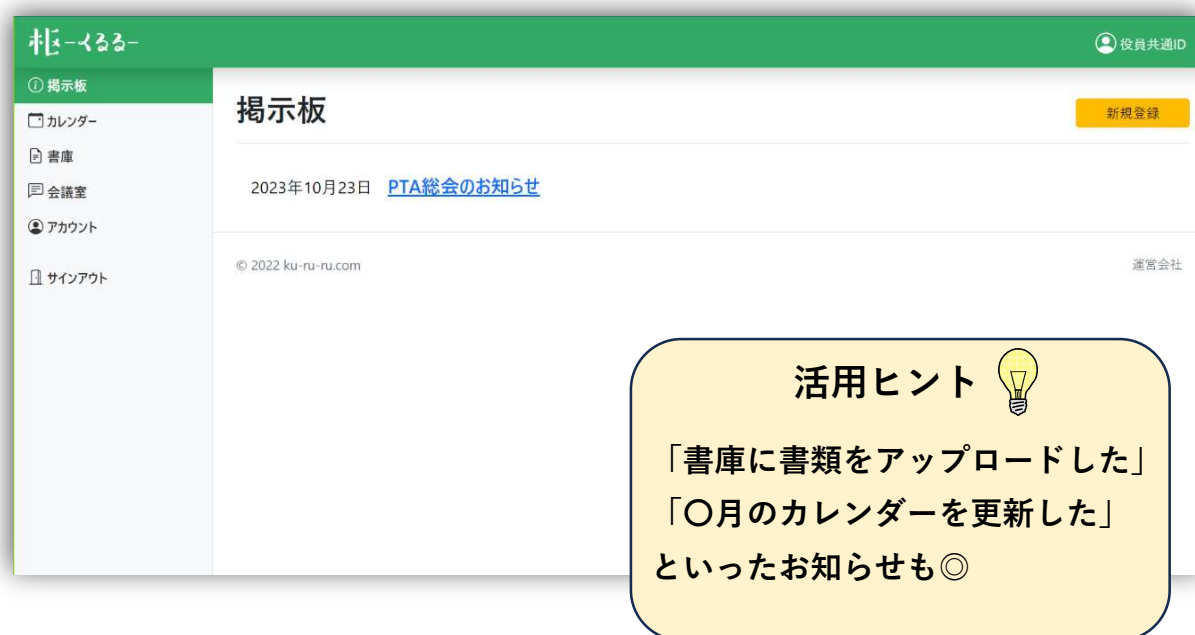 枢-くるる-
役員共通ID
掲示板
カレンダー
書庫
会議室
アカウント
サインアウト
掲示板
新規登録
2023年10月23日 PTA総会のお知らせ
© 2022 ku-ru-ru.com
運営会社
活用ヒント
「書庫に書類をアップロードした」
「〇月のカレンダーを更新した」
といったお知らせも◎